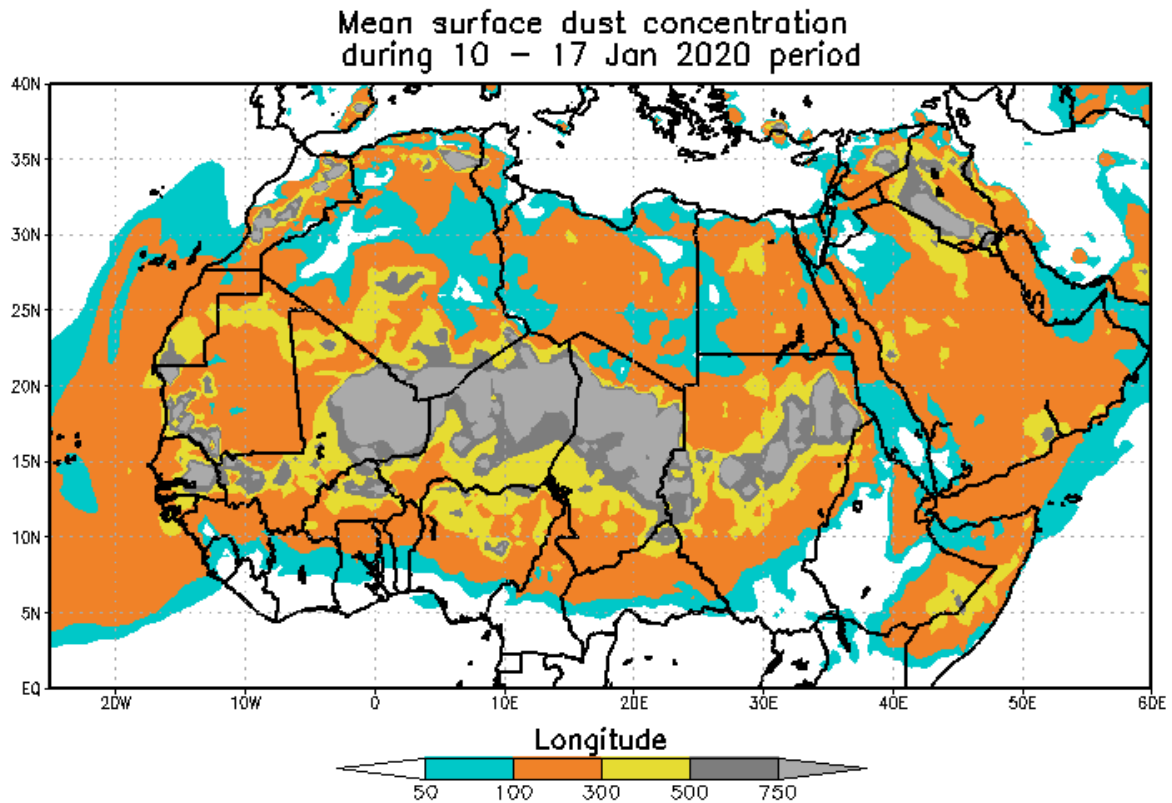 Mean surface dust concentration
during 10 – 17 Jan 2020 period
40N
35N
30N
25N
20N
15N
10N
5N
EQ
20W 10W 0 10E 20E 30E 40E 50E 60E
Longitude
50 100 300 500 750